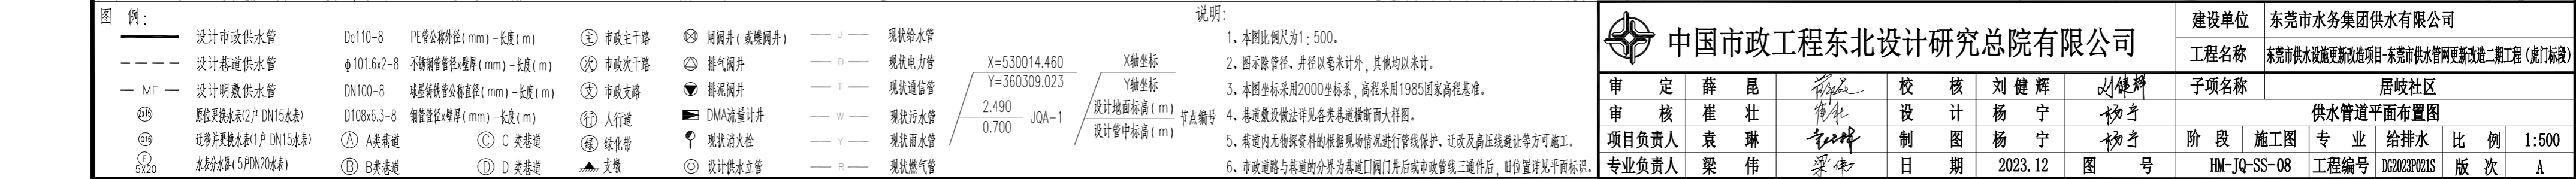 图 例:
设计市政供水管
设计巷道供水管
MF 设计明敷供水管
2x15 原位更换水表(2户 DN15水表)
Q15 迁移并更换水表(1户 DN15水表)
F 5X20 水表分水器(5户DN20水表)
De110-8 PE管公称外径(mm)-长度(m)
ϕ101.6x2-8 不锈钢管管径x壁厚(mm)-长度(m)
DN100-8 球墨铸铁管公称直径(mm)-长度(m)
D108x6.3-8 钢管管径x壁厚(mm)-长度(m)
A A类巷道
B B类巷道
C C 类巷道
D D 类巷道
主 市政主干路
次 市政次干路
支 市政支路
行 人行道
绿 绿化带
支墩
闸阀井(或蝶阀井)
排气阀井
排泥阀井
DMA流量计井
现状消火栓
设计供水立管
J 现状给水管
D 现状电力管
T 现状通信管
W 现状污水管
Y 现状雨水管
R 现状燃气管
X=530014.460
Y=360309.023
2.490
0.700
JQA-1
X轴坐标
Y轴坐标
设计地面标高(m)
设计管中标高(m)
节点编号
说明:
1、本图比例尺为1:500。
2、图示除管径、井径以毫米计外,其他均以米计。
3、本图坐标采用2000坐标系,高程采用1985国家高程基准。
4、巷道敷设做法详见各类巷道横断面大样图。
5、巷道内无物探资料的根据现场情况进行管线保护、迁改及高压线避让等方可施工。
6、市政道路与巷道的分界为巷道口阀门井后或市政管线三通件后,旧位置详见平面标识。
中国市政工程东北设计研究总院有限公司
建设单位 东莞市水务集团供水有限公司
工程名称 东莞市供水设施更新改造项目-东莞市供水管网更新改造二期工程(虎门标段)
审 定 薛 昆 校 核 刘健辉 刘健辉 子项名称 居岐社区
审 核 崔 壮 崔壮 设 计 杨 宁 杨宁 供水管道平面布置图
项目负责人 袁 琳 制 图 杨 宁 杨宁 阶 段 施工图 专 业 给排水 比 例 1:500
专业负责人 梁 伟 梁伟 日 期 2023.12 图 号 HM-JQ-SS-08 工程编号 DG2023P021S 版 次 A